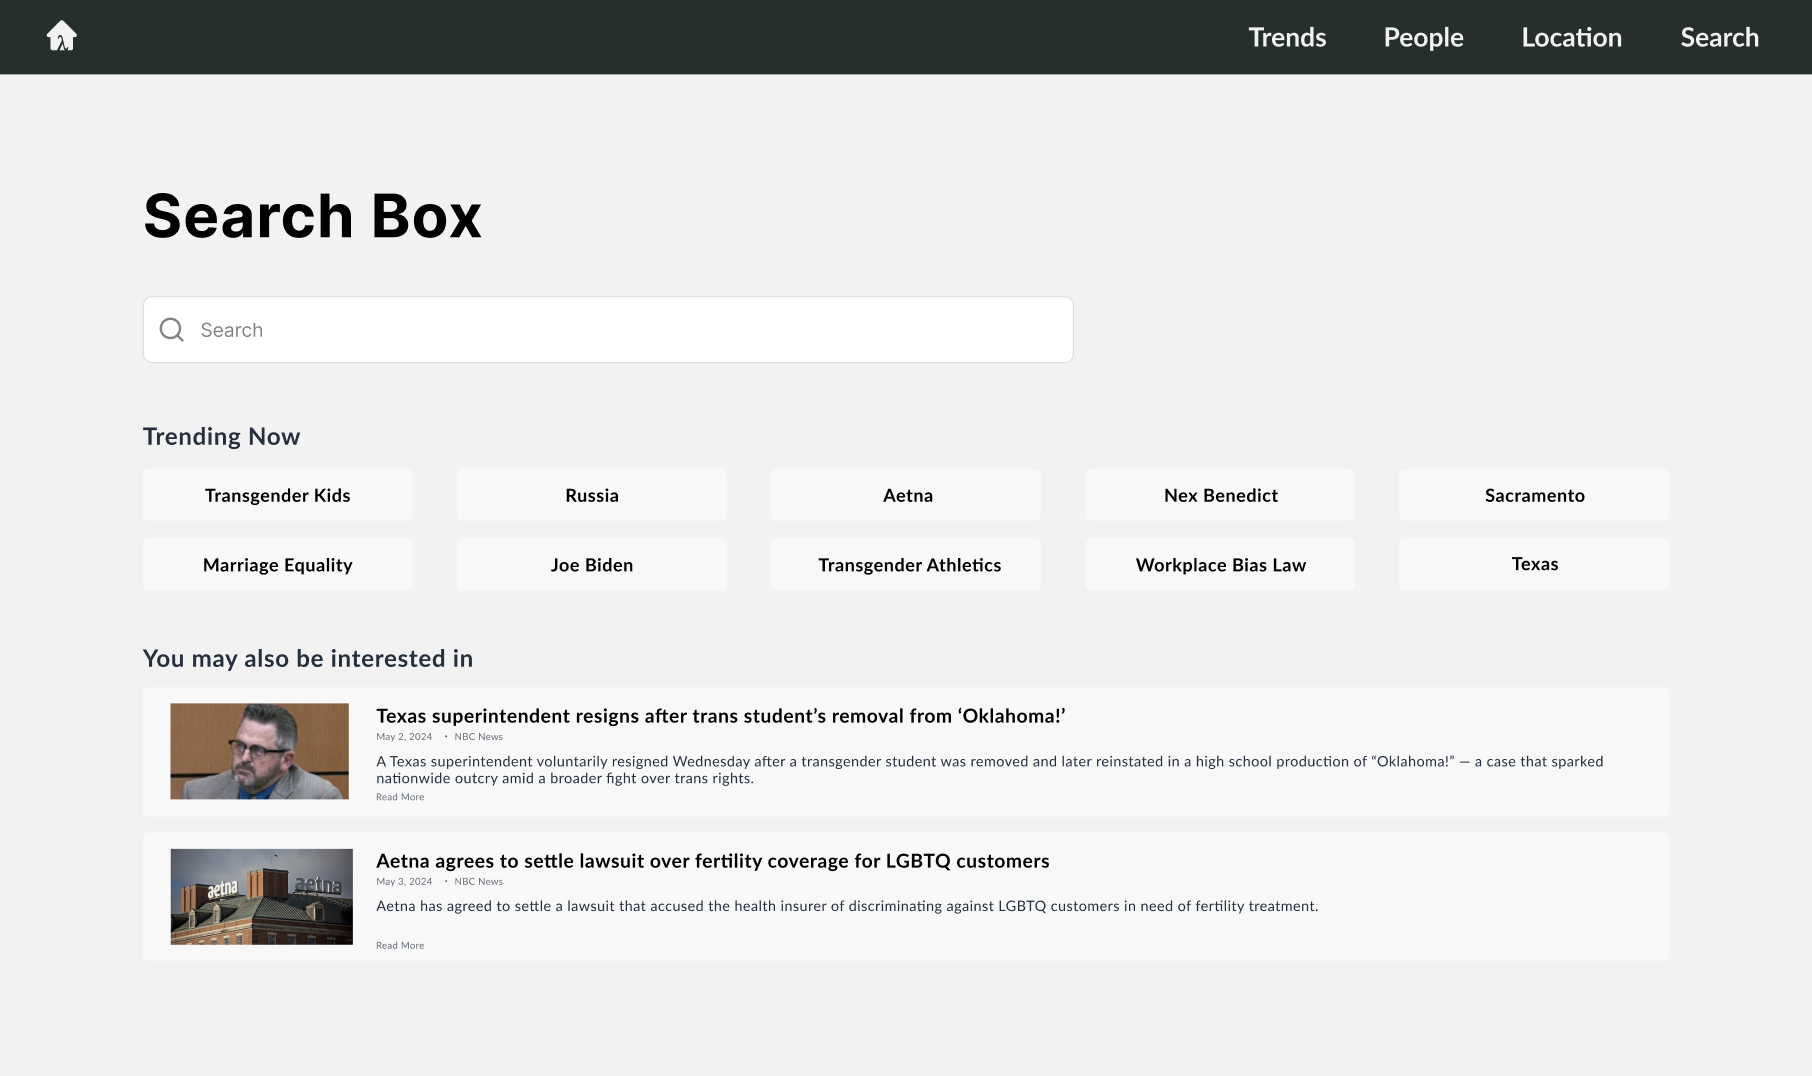 λ
Trends People Location Search
Search Box
Search
Trending Now
Transgender Kids Russia Aetna Nex Benedict Sacramento
Marriage Equality Joe Biden Transgender Athletics Workplace Bias Law Texas
You may also be interested in
Texas superintendent resigns after trans student’s removal from ‘Oklahoma!’
May 2, 2024 • NBC News
A Texas superintendent voluntarily resigned Wednesday after a transgender student was removed and later reinstated in a high school production of “Oklahoma!” — a case that sparked
nationwide outcry amid a broader fight over trans rights.
Read More
aetna aetna
Aetna agrees to settle lawsuit over fertility coverage for LGBTQ customers
May 3, 2024 • NBC News
Aetna has agreed to settle a lawsuit that accused the health insurer of discriminating against LGBTQ customers in need of fertility treatment.
Read More